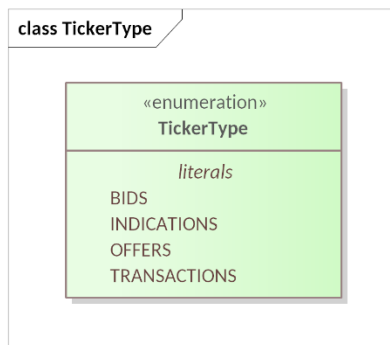 class TickerType
«enumeration»
TickerType
literals
BIDS
INDICATIONS
OFFERS
TRANSACTIONS